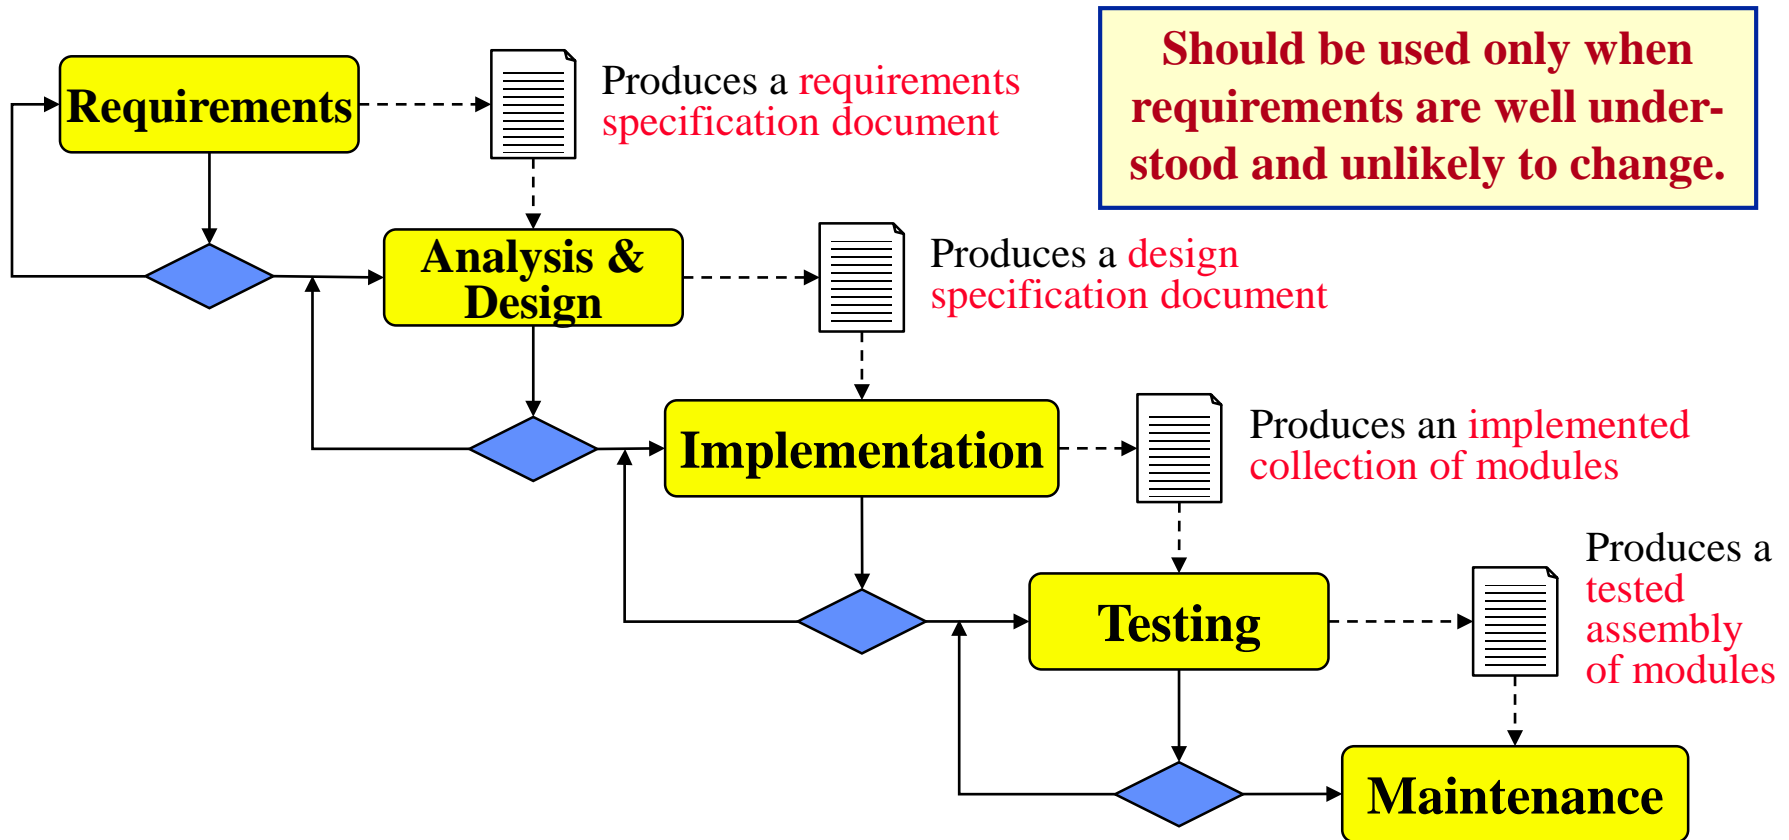 Should be used only when
requirements are well under-
stood and unlikely to change.
Requirements
Produces a requirements
specification document
Analysis &
Design
Produces a design
specification document
Implementation
Produces an implemented
collection of modules
Testing
Produces a
tested
assembly
of modules
Maintenance